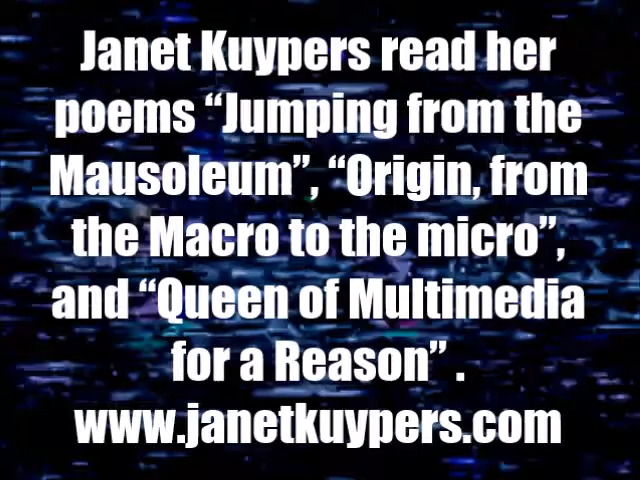 Janet Kuypers read her
poems “Jumping from the
Mausoleum”, “Origin, from
the Macro to the micro”,
and “Queen of Multimedia
for a Reason” .
www.janetkuypers.com